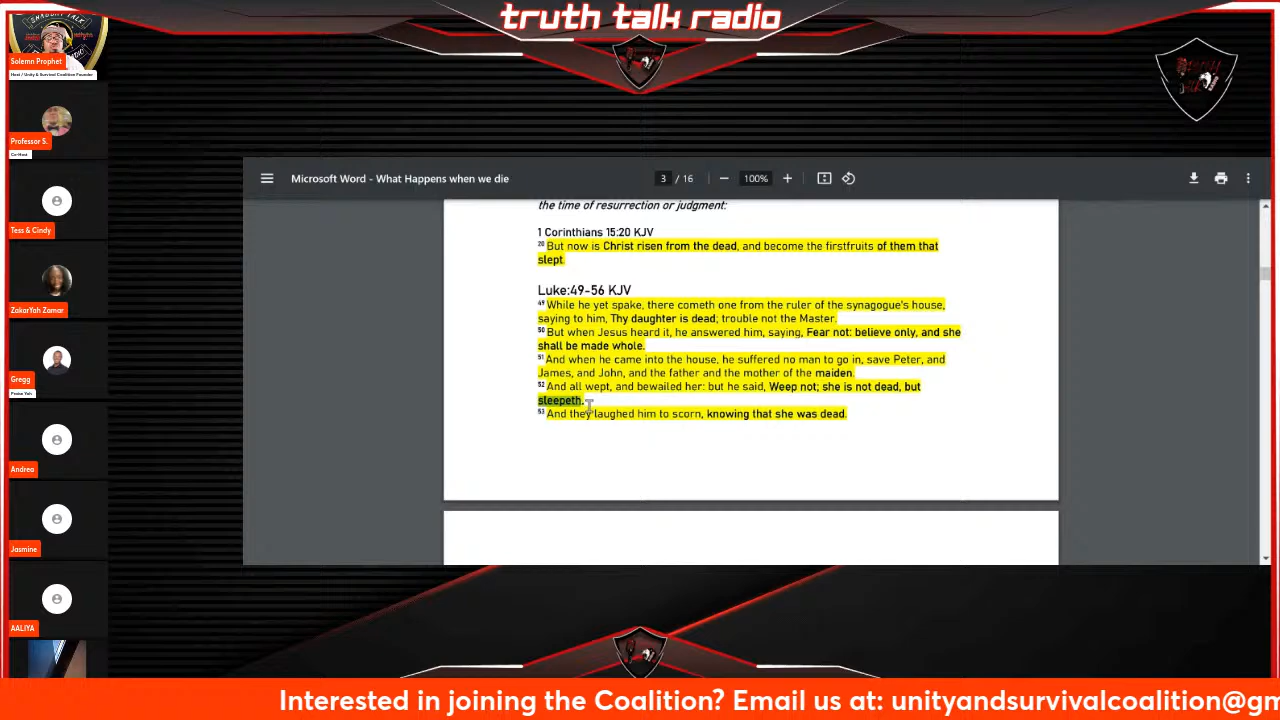 truth talk radio
Solemn Prophet
Host / Unity & Survival Coalition Founder
Professor S.
Co-Host
Tess & Cindy
ZakarYah Zamar
Gregg
Praise Yah
Andrea
Jasmine
AALIYA
Microsoft Word - What Happens when we die
3 / 16
100%
the time of resurrection or judgment:
1 Corinthians 15:20 KJV
20 But now is Christ risen from the dead, and become the firstfruits of them that
slept.
Luke:49-56 KJV
49 While he yet spake, there cometh one from the ruler of the synagogue's house,
saying to him, Thy daughter is dead; trouble not the Master.
50 But when Jesus heard it, he answered him, saying, Fear not: believe only, and she
shall be made whole.
51 And when he came into the house, he suffered no man to go in, save Peter, and
James, and John, and the father and the mother of the maiden.
52 And all wept, and bewailed her: but he said, Weep not; she is not dead, but
sleepeth.
53 And they laughed him to scorn, knowing that she was dead.
Interested in joining the Coalition? Email us at: unityandsurvivalcoalition@gm